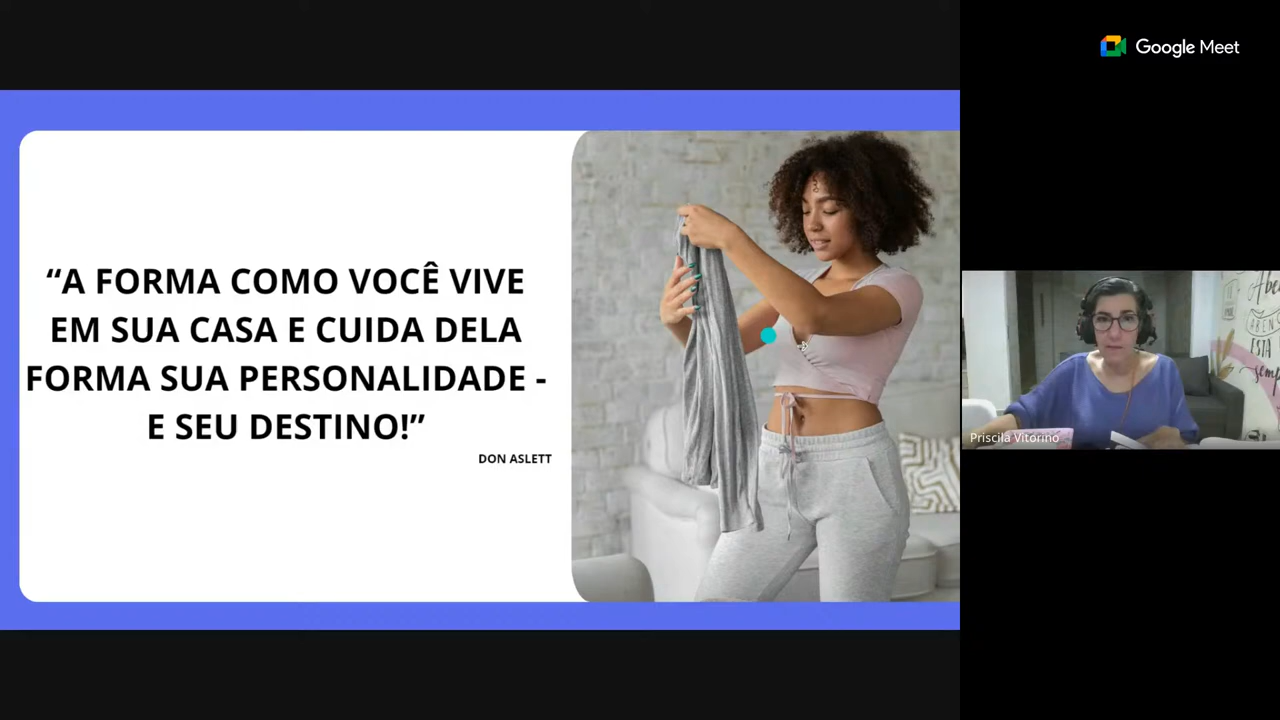 Google Meet
“A FORMA COMO VOCÊ VIVE
EM SUA CASA E CUIDA DELA
FORMA SUA PERSONALIDADE -
E SEU DESTINO!”
DON ASLETT
Priscila Vitorino